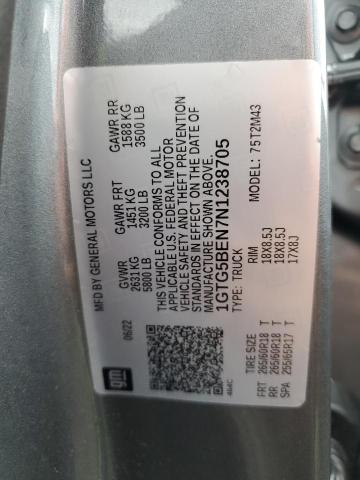 MFD BY GENERAL MOTORS LLC
06/22
GVWR
2631 KG
5800 LB
GAWR FRT
1451 KG
3200 LB
GAWR RR
1588 KG
3500 LB
THIS VEHICLE CONFORMS TO ALL
APPLICABLE U.S. FEDERAL MOTOR
VEHICLE SAFETY AND THEFT PREVENTION
STANDARDS IN EFFECT ON THE DATE OF
MANUFACTURE SHOWN ABOVE.
1GTG5BEN7N1238705
TYPE: TRUCK
MODEL: 75T2M43
TIRE SIZE
RIM
FRT 265/60R18 T 18X8.5J
RR 265/60R18 T 18X8.5J
SPA 255/65R17 T 17X8J
gm